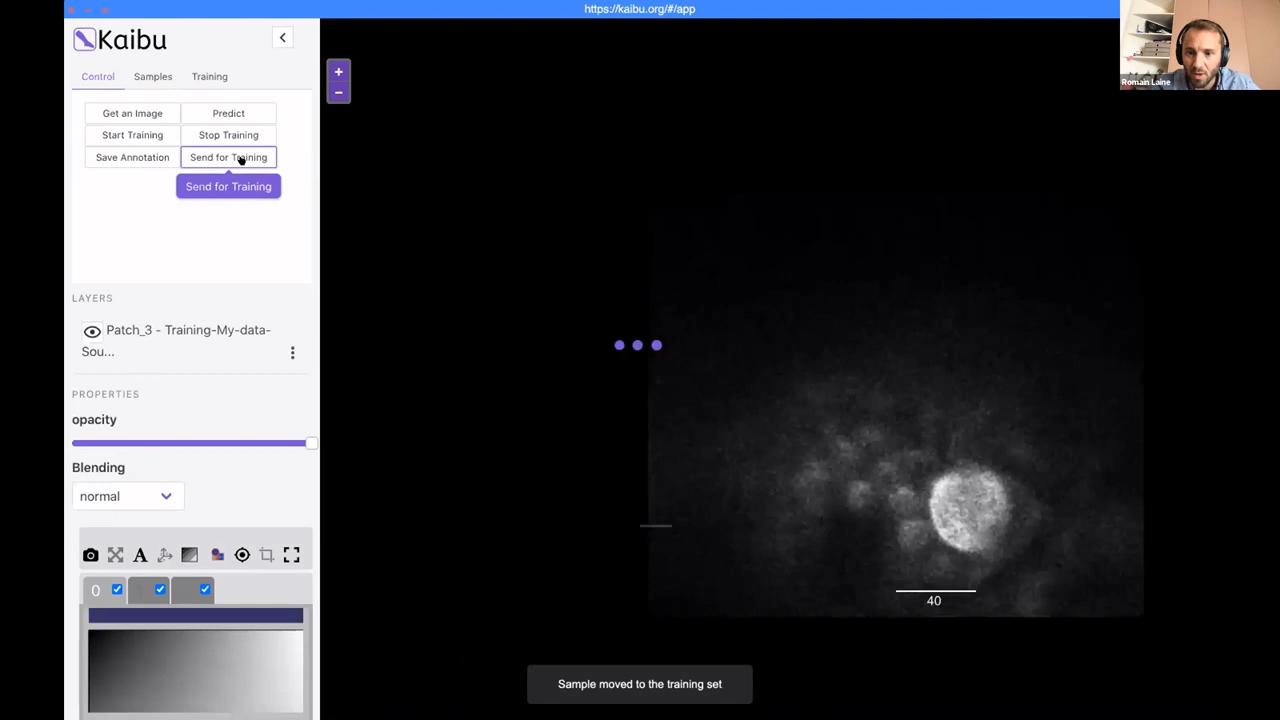 https://kaibu.org/#/app
Kaibu
Romain Laine
Control Samples Training
Get an Image Predict
Start Training Stop Training
Save Annotation Send for Training
Send for Training
LAYERS
Patch_3 - Training-My-data-
Sou...
PROPERTIES
opacity
Blending
normal
A
0
40
Sample moved to the training set